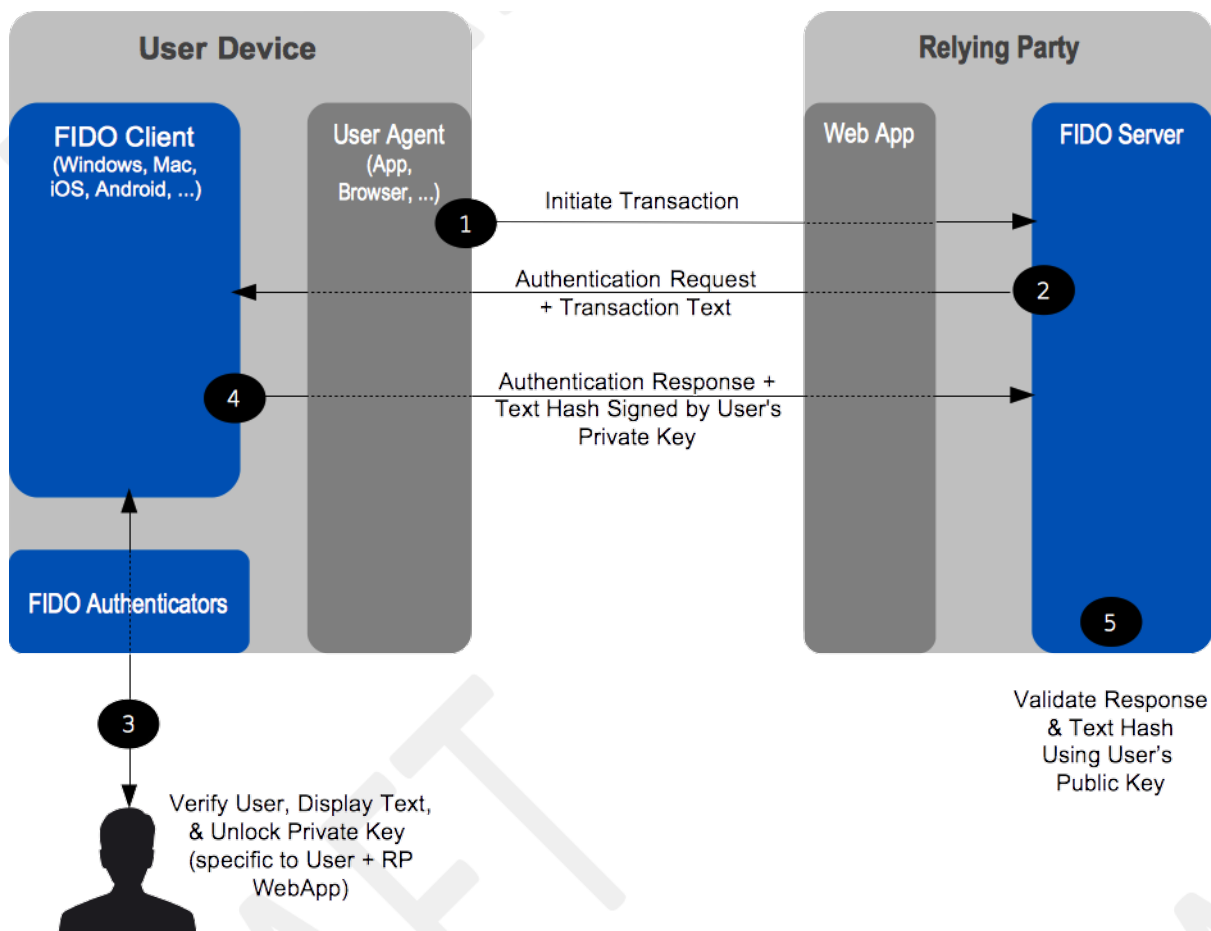 User Device
Relying Party
FIDO Client
(Windows, Mac,
iOS, Android, ...)
User Agent
(App,
Browser, ...)
Web App
FIDO Server
1
Initiate Transaction
Authentication Request
+ Transaction Text
2
4
Authentication Response +
Text Hash Signed by User's
Private Key
FIDO Authenticators
5
3
Validate Response
& Text Hash
Using User’s
Public Key
Verify User, Display Text,
& Unlock Private Key
(specific to User + RP
WebApp)